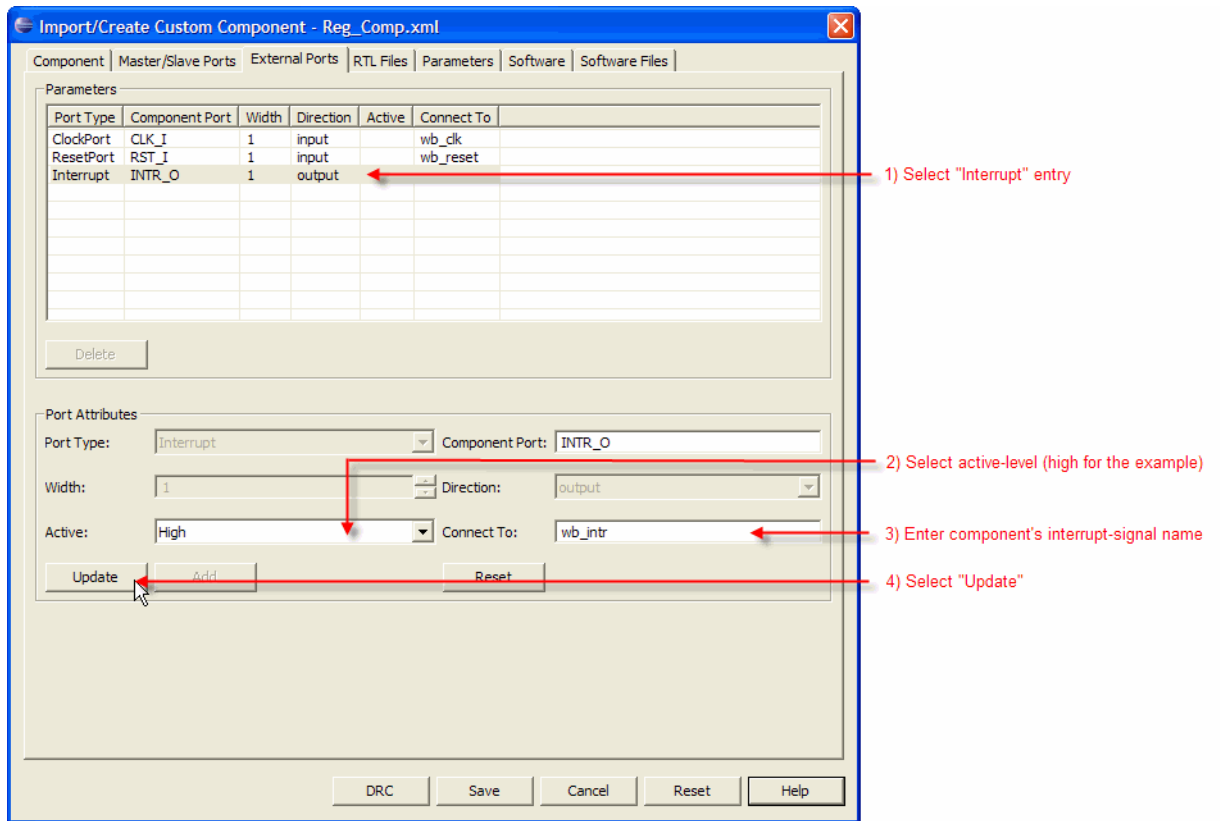 Import/Create Custom Component - Reg_Comp.xml
Component Master/Slave Ports External Ports RTL Files Parameters Software Software Files
Parameters
Port Type Component Port Width Direction Active Connect To
ClockPort CLK_I 1 input wb_clk
ResetPort RST_I 1 input wb_reset
Interrupt INTR_O 1 output
1) Select "Interrupt" entry
Delete
Port Attributes
Port Type: Interrupt Component Port: INTR_O
2) Select active-level (high for the example)
Width: 1 Direction: output
Active: High Connect To: wb_intr
3) Enter component's interrupt-signal name
Update Add Reset
4) Select "Update"
DRC Save Cancel Reset Help